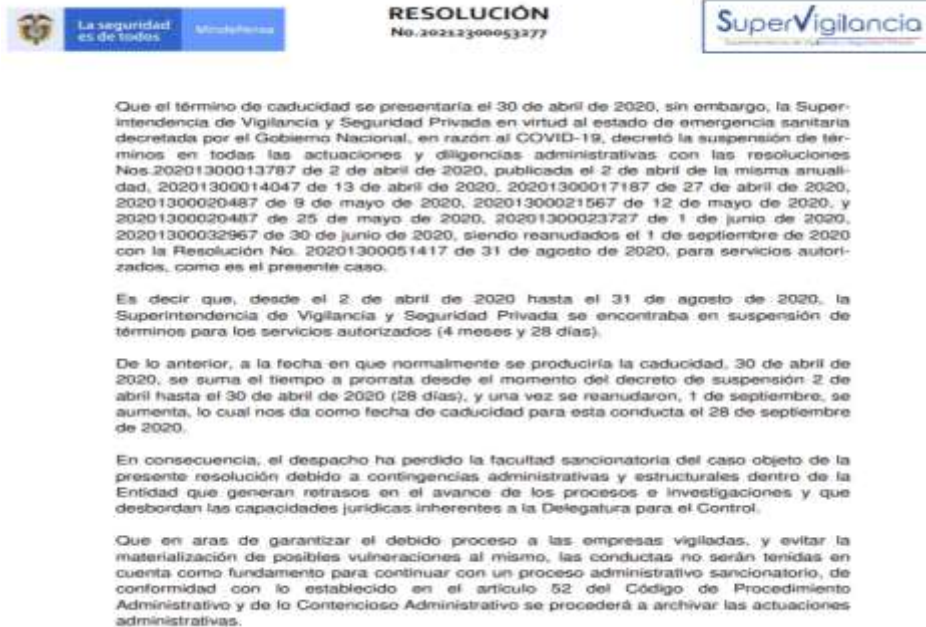 La seguridad
es de todos
Mindefensa
RESOLUCIÓN
No.20212300053277
SuperVigilancia
Que el término de caducidad se presentaría el 30 de abril de 2020, sin embargo, la Super-
intendencia de Vigilancia y Seguridad Privada en virtud al estado de emergencia sanitaria
decretada por el Gobierno Nacional, en razón al COVID-19, decretó la suspensión de tér-
minos en todas las actuaciones y diligencias administrativas con las resoluciones
Nos.20201300013787 de 2 de abril de 2020, publicada el 2 de abril de la misma anuali-
dad, 20201300014047 de 13 de abril de 2020, 20201300017187 de 27 de abril de 2020,
20201300020487 de 9 de mayo de 2020, 20201300021567 de 12 de mayo de 2020, y
20201300020487 de 25 de mayo de 2020, 20201300023727 de 1 de junio de 2020,
20201300032967 de 30 de junio de 2020, siendo reanudados el 1 de septiembre de 2020
con la Resolución No. 20201300051417 de 31 de agosto de 2020, para servicios autori-
zados, como es el presente caso.
Es decir que, desde el 2 de abril de 2020 hasta el 31 de agosto de 2020, la
Superintendencia de Vigilancia y Seguridad Privada se encontraba en suspensión de
términos para los servicios autorizados (4 meses y 28 días).
De lo anterior, a la fecha en que normalmente se produciría la caducidad, 30 de abril de
2020, se suma el tiempo a prorrata desde el momento del decreto de suspensión 2 de
abril hasta el 30 de abril de 2020 (28 días), y una vez se reanudaron, 1 de septiembre, se
aumenta, lo cual nos da como fecha de caducidad para esta conducta el 28 de septiembre
de 2020.
En consecuencia, el despacho ha perdido la facultad sancionatoria del caso objeto de la
presente resolución debido a contingencias administrativas y estructurales dentro de la
Entidad que generan retrasos en el avance de los procesos e investigaciones y que
desbordan las capacidades jurídicas inherentes a la Delegatura para el Control.
Que en aras de garantizar el debido proceso a las empresas vigiladas, y evitar la
materialización de posibles vulneraciones al mismo, las conductas no serán tenidas en
cuenta como fundamento para continuar con un proceso administrativo sancionatorio, de
conformidad con lo establecido en el artículo 52 del Código de Procedimiento
Administrativo y de lo Contencioso Administrativo se procederá a archivar las actuaciones
administrativas.